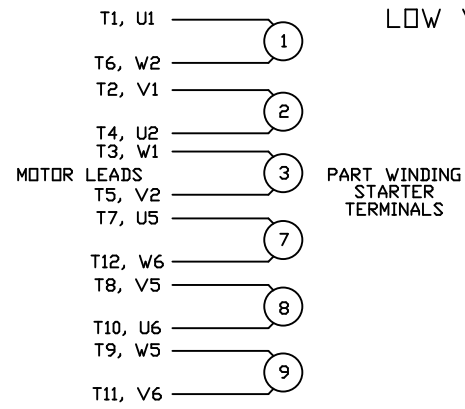 LOW
T1, U1
1
T6, W2
T2, V1
2
T4, U2
T3, W1
MOTOR LEADS
3
PART WINDING
STARTER
TERMINALS
T5, V2
T7, U5
7
T12, W6
T8, V5
8
T10, U6
T9, W5
9
T11, V6